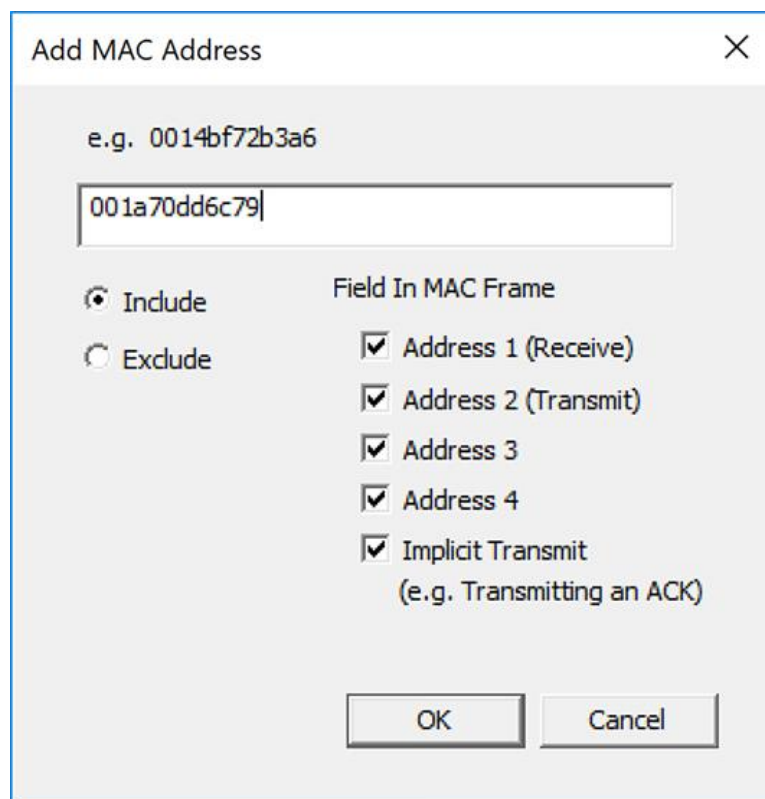 Add MAC Address
e.g. 0014bf72b3a6
001a70dd6c79
Include
Exclude
Field In MAC Frame
Address 1 (Receive)
Address 2 (Transmit)
Address 3
Address 4
Implicit Transmit
(e.g. Transmitting an ACK)
OK
Cancel